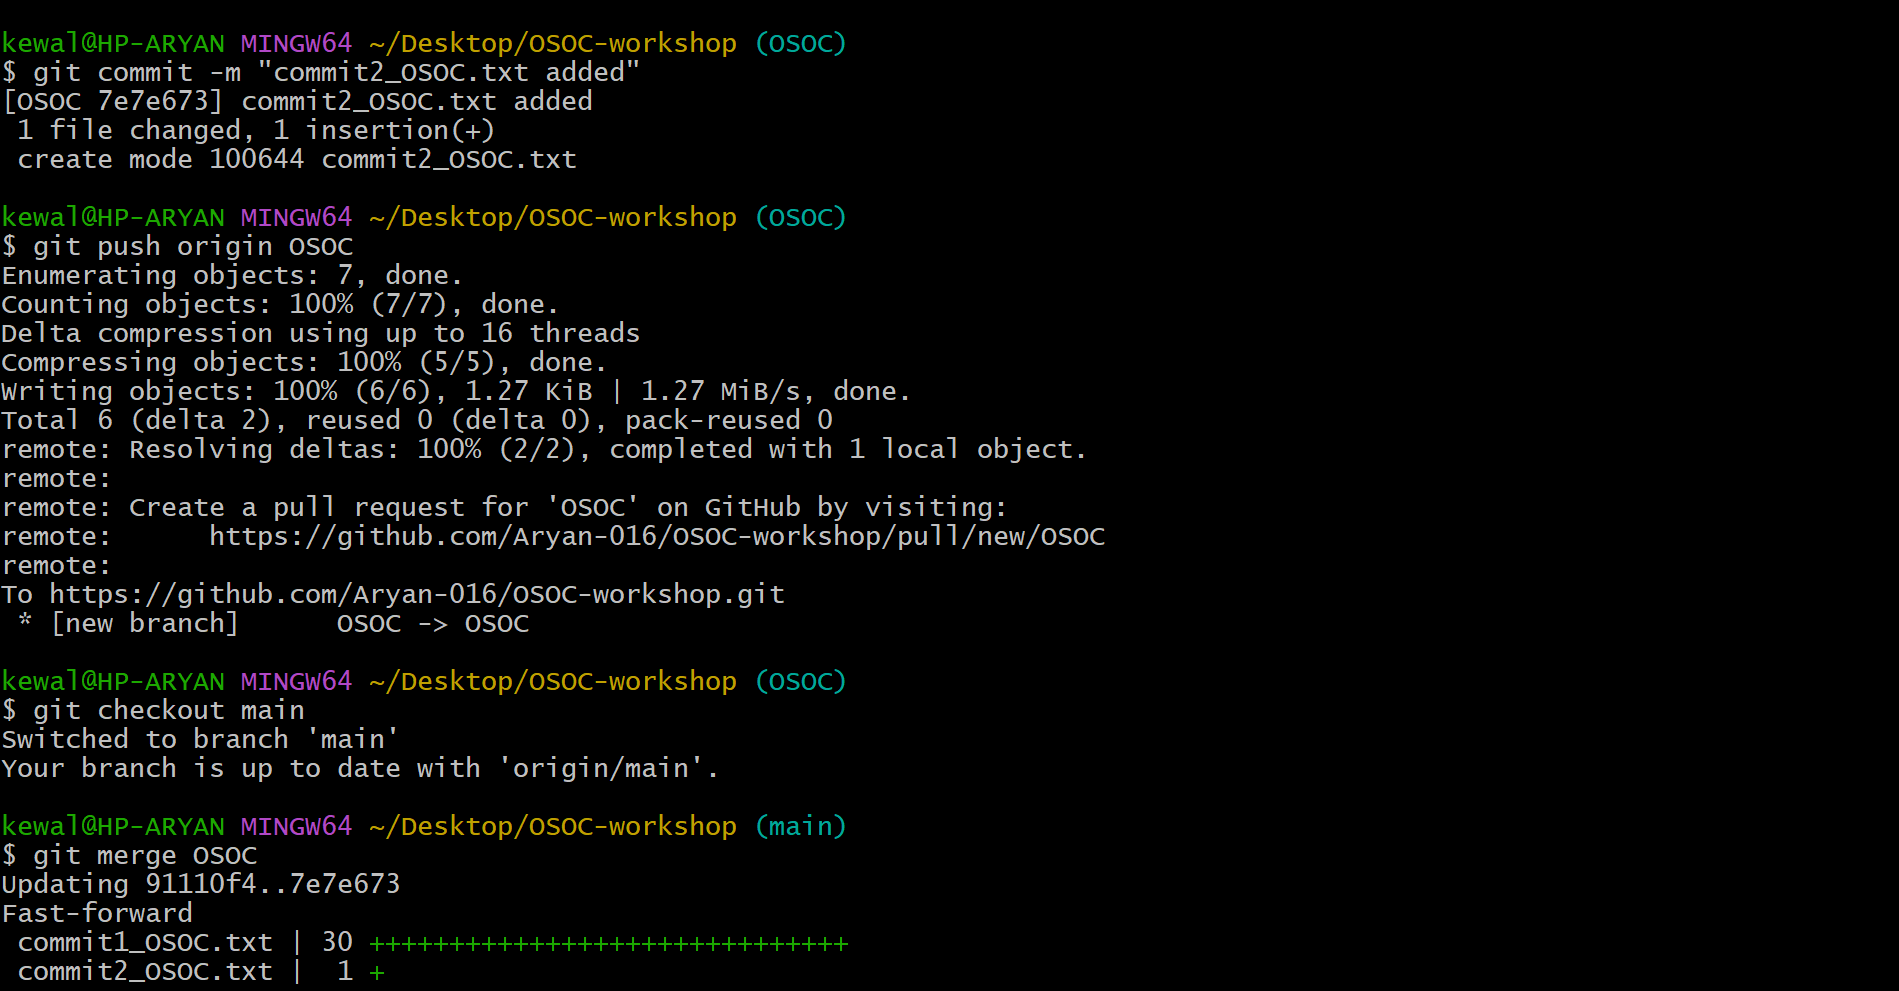 kewal@HP-ARYAN MINGW64 ~/Desktop/OSOC-workshop (OSOC)
$ git commit -m "commit2_OSOC.txt added"
[OSOC 7e7e673] commit2_OSOC.txt added
 1 file changed, 1 insertion(+)
 create mode 100644 commit2_OSOC.txt

kewal@HP-ARYAN MINGW64 ~/Desktop/OSOC-workshop (OSOC)
$ git push origin OSOC
Enumerating objects: 7, done.
Counting objects: 100% (7/7), done.
Delta compression using up to 16 threads
Compressing objects: 100% (5/5), done.
Writing objects: 100% (6/6), 1.27 KiB | 1.27 MiB/s, done.
Total 6 (delta 2), reused 0 (delta 0), pack-reused 0
remote: Resolving deltas: 100% (2/2), completed with 1 local object.
remote:
remote: Create a pull request for 'OSOC' on GitHub by visiting:
remote:      https://github.com/Aryan-016/OSOC-workshop/pull/new/OSOC
remote:
To https://github.com/Aryan-016/OSOC-workshop.git
 * [new branch]      OSOC -> OSOC

kewal@HP-ARYAN MINGW64 ~/Desktop/OSOC-workshop (OSOC)
$ git checkout main
Switched to branch 'main'
Your branch is up to date with 'origin/main'.

kewal@HP-ARYAN MINGW64 ~/Desktop/OSOC-workshop (main)
$ git merge OSOC
Updating 91110f4..7e7e673
Fast-forward
 commit1_OSOC.txt | 30 ++++++++++++++++++++++++++++++
 commit2_OSOC.txt |  1 +